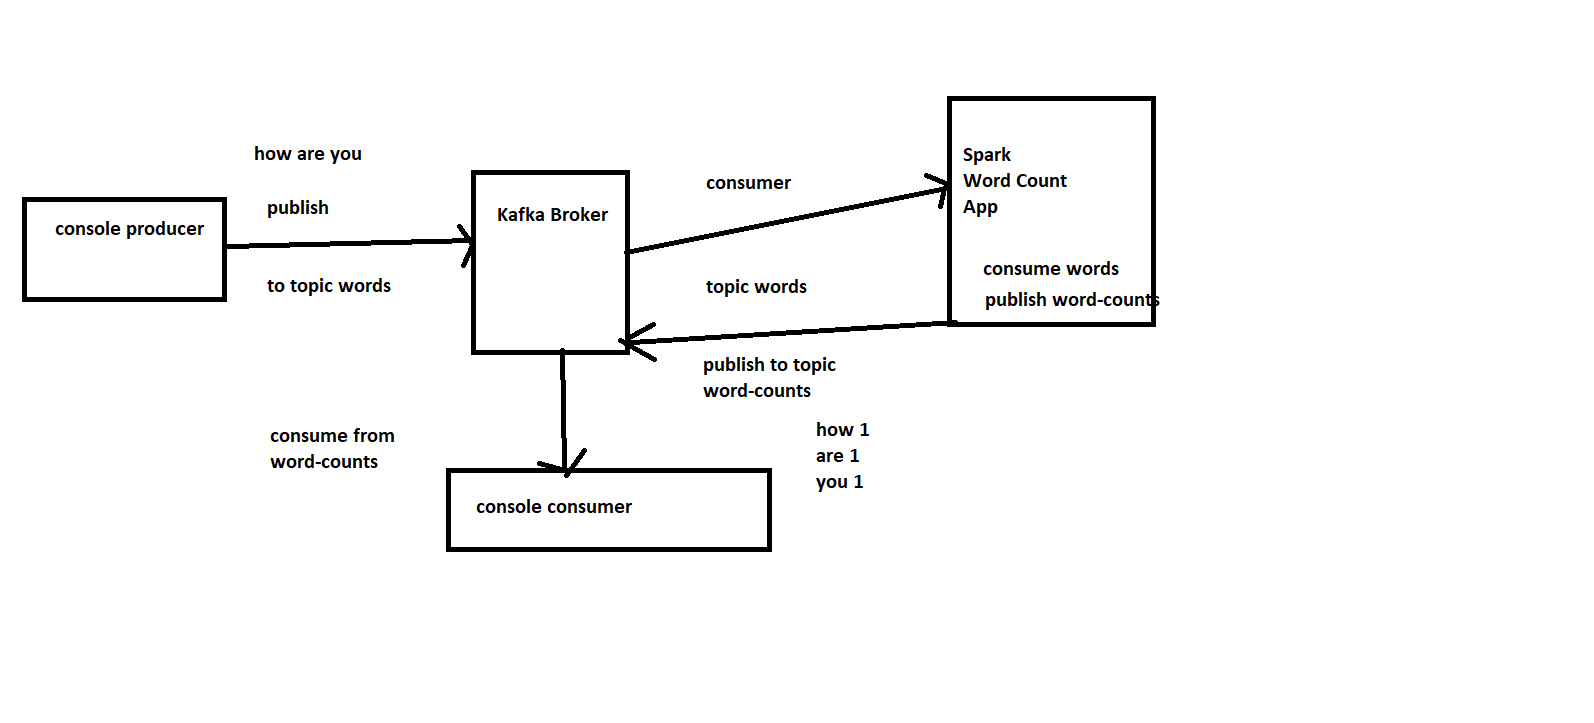 how are you
publish
console producer
to topic words
Kafka Broker
consumer
topic words
Spark
Word Count
App
consume words
publish word-counts
publish to topic
word-counts
how 1
are 1
you 1
consume from
word-counts
console consumer